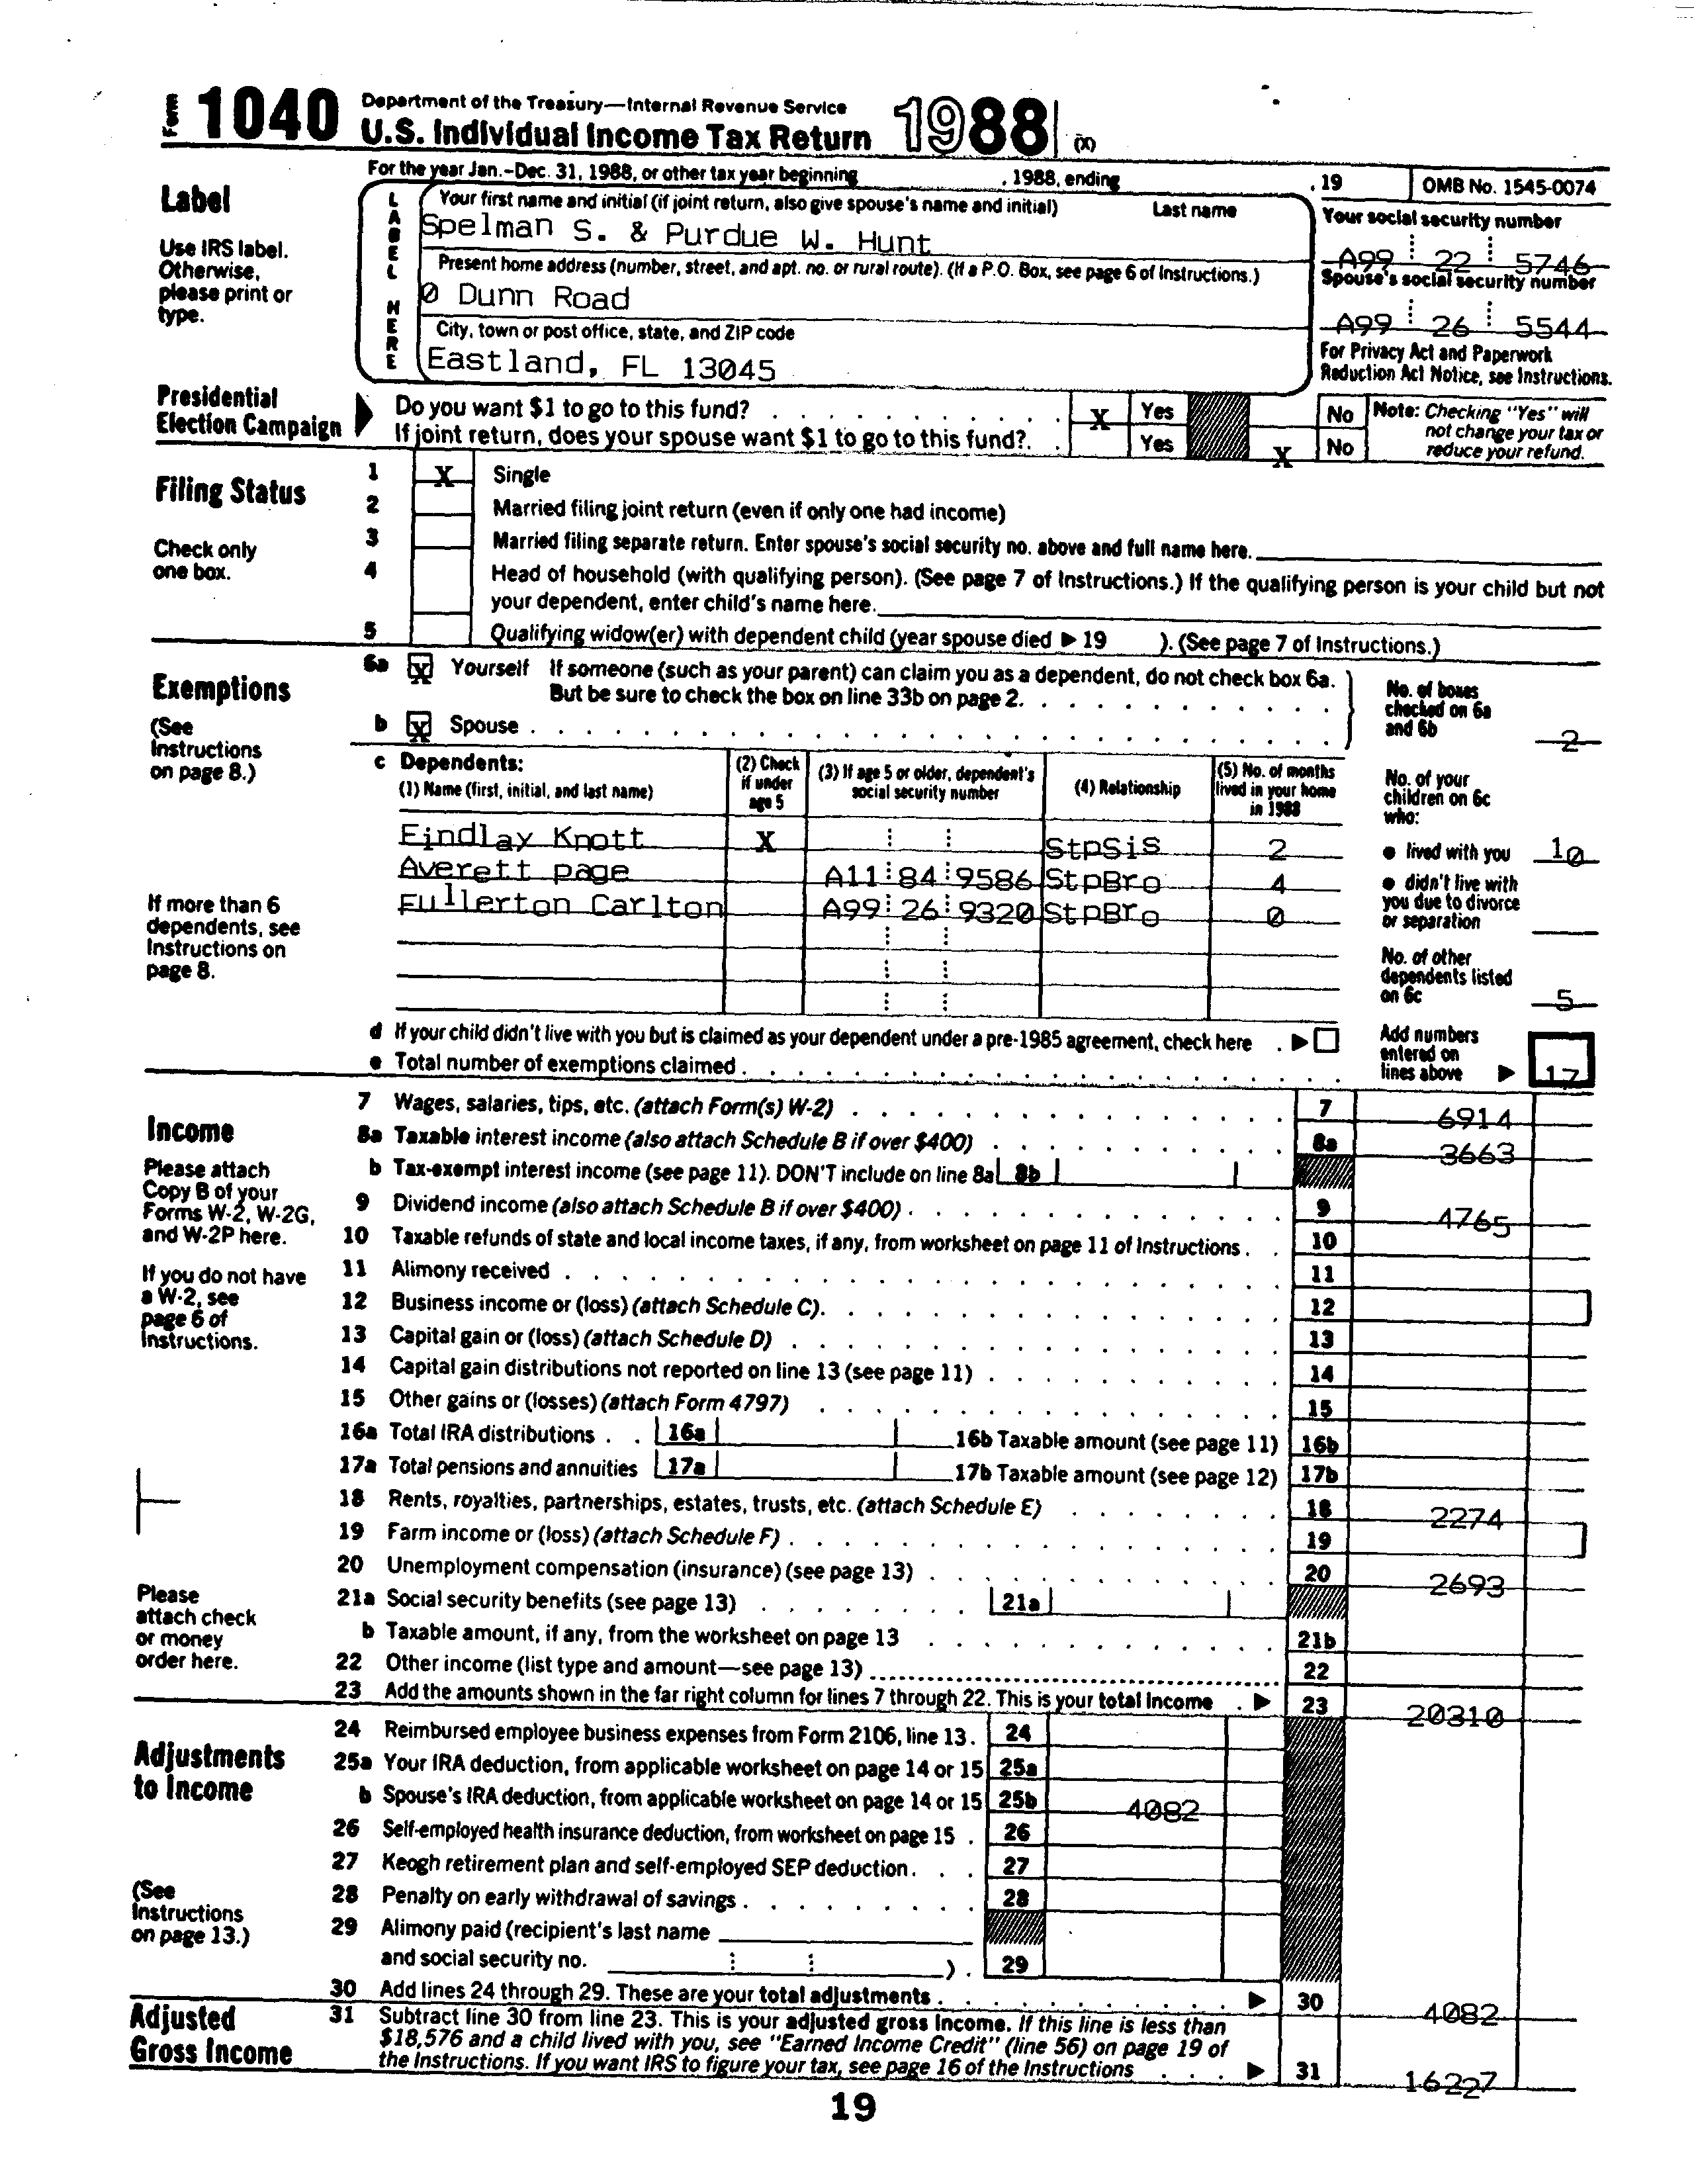 Form 1040 Department of the Treasury—Internal Revenue Service
U.S. Individual Income Tax Return 1988 (X)
For the year Jan.-Dec. 31, 1988, or other tax year beginning , 1988, ending , 19 OMB No. 1545-0074
Label
Use IRS label.
Otherwise,
please print or
type.
LABEL HERE
Your first name and initial (if joint return, also give spouse's name and initial) Last name
Spelman S. & Purdue W. Hunt
Your social security number
A99 22 5746
Present home address (number, street, and apt. no. or rural route). (If a P.O. Box, see page 6 of Instructions.)
0 Dunn Road
Spouse's social security number
A99 26 5544
City, town or post office, state, and ZIP code
Eastland, FL 13045
For Privacy Act and Paperwork
Reduction Act Notice, see Instructions.
Presidential
Election Campaign
Do you want $1 to go to this fund? X Yes No
If joint return, does your spouse want $1 to go to this fund? Yes X No
Note: Checking "Yes" will
not change your tax or
reduce your refund.
Filing Status
Check only
one box.
1 X Single
2 Married filing joint return (even if only one had income)
3 Married filing separate return. Enter spouse's social security no. above and full name here.
4 Head of household (with qualifying person). (See page 7 of Instructions.) If the qualifying person is your child but not
your dependent, enter child's name here.
5 Qualifying widow(er) with dependent child (year spouse died ▶ 19 ). (See page 7 of Instructions.)
Exemptions
(See
Instructions
on page 8.)
6a X Yourself If someone (such as your parent) can claim you as a dependent, do not check box 6a.
But be sure to check the box on line 33b on page 2.
b X Spouse
No. of boxes
checked on 6a
and 6b 2
c Dependents:
(1) Name (first, initial, and last name)
(2) Check
if under
age 5
(3) If age 5 or older, dependent's
social security number
(4) Relationship
(5) No. of months
lived in your home
in 1988
Findlay Knott X StpSis 2
Averett page A11 84 9586 StpBro 4
Fullerton Carlton A99 26 9320 StpBro 0
If more than 6
dependents, see
Instructions on
page 8.
No. of your
children on 6c
who:
● lived with you 10
● didn't live with
you due to divorce
or separation
No. of other
dependents listed
on 6c 5
d If your child didn't live with you but is claimed as your dependent under a pre-1985 agreement, check here ▶
e Total number of exemptions claimed
Add numbers
entered on
lines above ▶ 17
Income
Please attach
Copy B of your
Forms W-2, W-2G,
and W-2P here.
If you do not have
a W-2, see
page 6 of
Instructions.
Please
attach check
or money
order here.
7 Wages, salaries, tips, etc. (attach Form(s) W-2) 7 6914
8a Taxable interest income (also attach Schedule B if over $400) 8a 3663
b Tax-exempt interest income (see page 11). DON'T include on line 8a 8b
9 Dividend income (also attach Schedule B if over $400) 9 4765
10 Taxable refunds of state and local income taxes, if any, from worksheet on page 11 of Instructions 10
11 Alimony received 11
12 Business income or (loss) (attach Schedule C) 12
13 Capital gain or (loss) (attach Schedule D) 13
14 Capital gain distributions not reported on line 13 (see page 11) 14
15 Other gains or (losses) (attach Form 4797) 15
16a Total IRA distributions 16a 16b Taxable amount (see page 11) 16b
17a Total pensions and annuities 17a 17b Taxable amount (see page 12) 17b
18 Rents, royalties, partnerships, estates, trusts, etc. (attach Schedule E) 18 2274
19 Farm income or (loss) (attach Schedule F) 19
20 Unemployment compensation (insurance) (see page 13) 20 2693
21a Social security benefits (see page 13) 21a
b Taxable amount, if any, from the worksheet on page 13 21b
22 Other income (list type and amount—see page 13) 22
23 Add the amounts shown in the far right column for lines 7 through 22. This is your total income ▶ 23 20310
Adjustments
to Income
(See
Instructions
on page 13.)
24 Reimbursed employee business expenses from Form 2106, line 13. 24
25a Your IRA deduction, from applicable worksheet on page 14 or 15 25a
b Spouse's IRA deduction, from applicable worksheet on page 14 or 15 25b 4082
26 Self-employed health insurance deduction, from worksheet on page 15 26
27 Keogh retirement plan and self-employed SEP deduction 27
28 Penalty on early withdrawal of savings 28
29 Alimony paid (recipient's last name
and social security no. ) 29
30 Add lines 24 through 29. These are your total adjustments ▶ 30 4082
Adjusted
Gross Income
31 Subtract line 30 from line 23. This is your adjusted gross income. If this line is less than
$18,576 and a child lived with you, see "Earned Income Credit" (line 56) on page 19 of
the Instructions. If you want IRS to figure your tax, see page 16 of the Instructions ▶ 31 16227
19